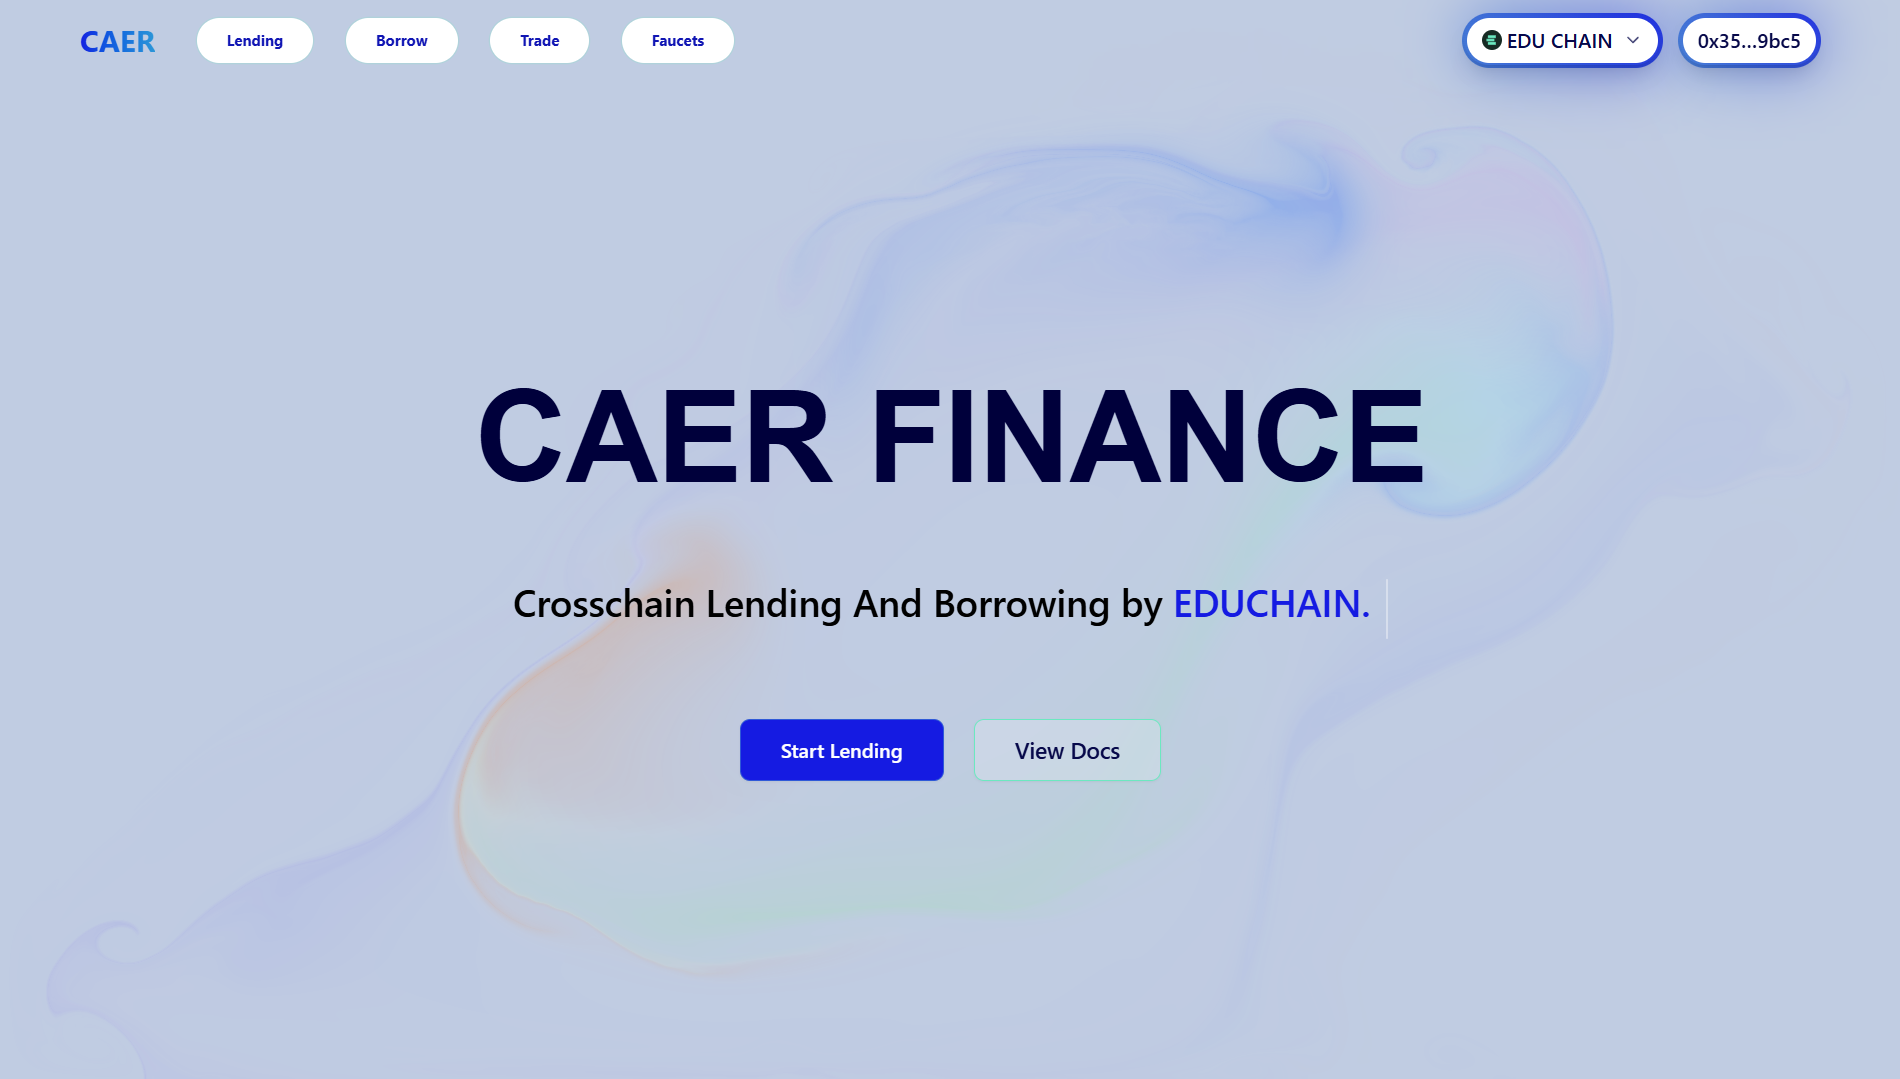 CAER
Lending
Borrow
Trade
Faucets
EDU CHAIN
0x35...9bc5
CAER FINANCE
Crosschain Lending And Borrowing by EDUCHAIN.
Start Lending
View Docs